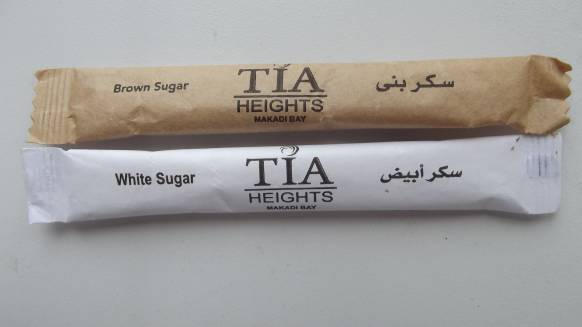 Brown Sugar
TIA
HEIGHTS
MAKADI BAY
سكر بنى
White Sugar
TIA
HEIGHTS
MAKADI BAY
سكر أبيض